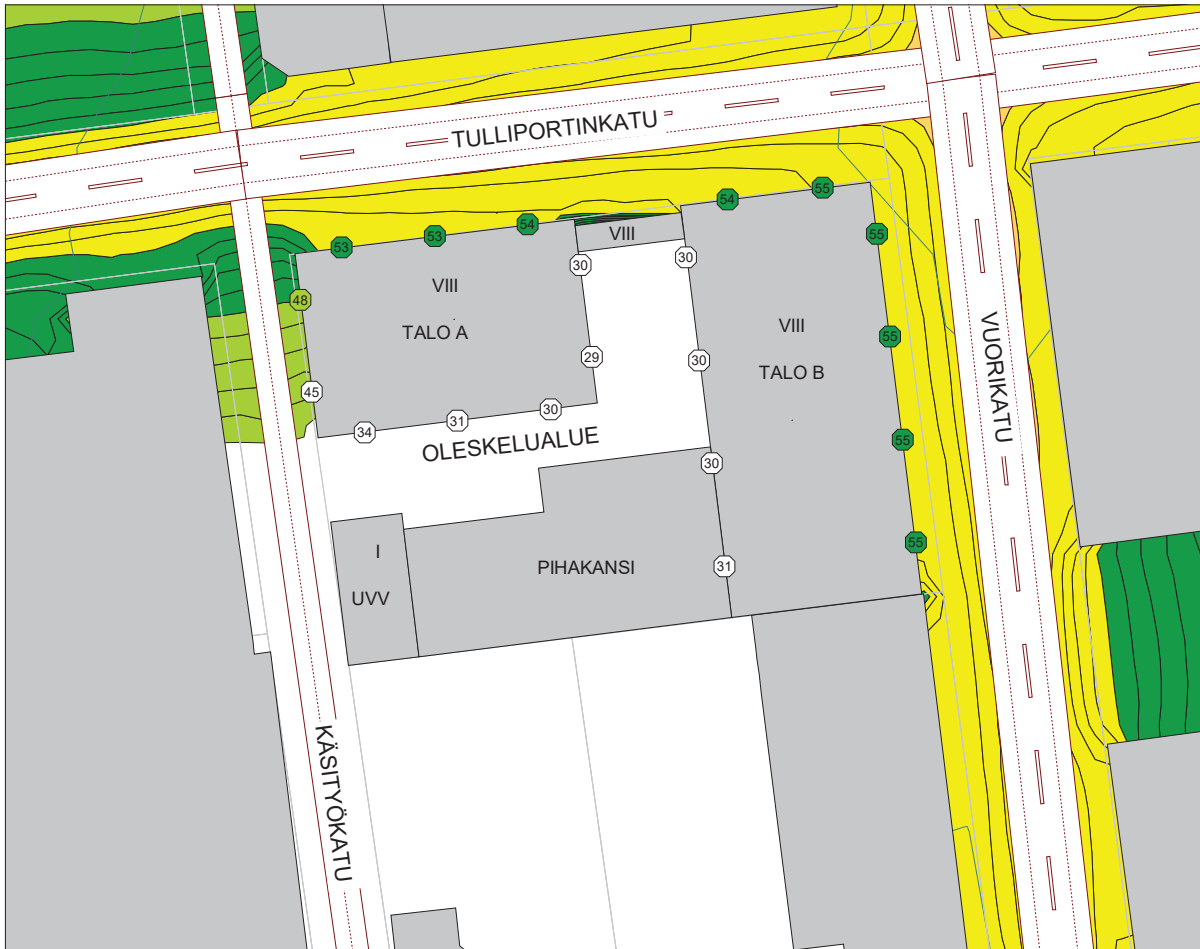 TULLIPORTINKATU
54
55
53
53
54
VIII
55
30
30
VIII
48
VIII
TALO A
VUORIKATU
55
29
30
TALO B
45
34
31
30
OLESKELUALUE
55
30
55
I
UVV
PIHAKANSI
31
KÄSITYÖKATU